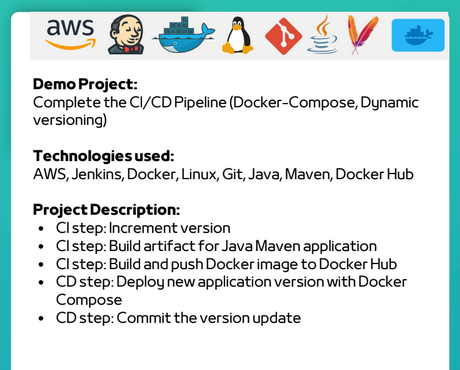 aws
Demo Project:
Complete the CI/CD Pipeline (Docker-Compose, Dynamic
versioning)
Technologies used:
AWS, Jenkins, Docker, Linux, Git, Java, Maven, Docker Hub
Project Description:
• CI step: Increment version
• CI step: Build artifact for Java Maven application
• CI step: Build and push Docker image to Docker Hub
• CD step: Deploy new application version with Docker
Compose
• CD step: Commit the version update